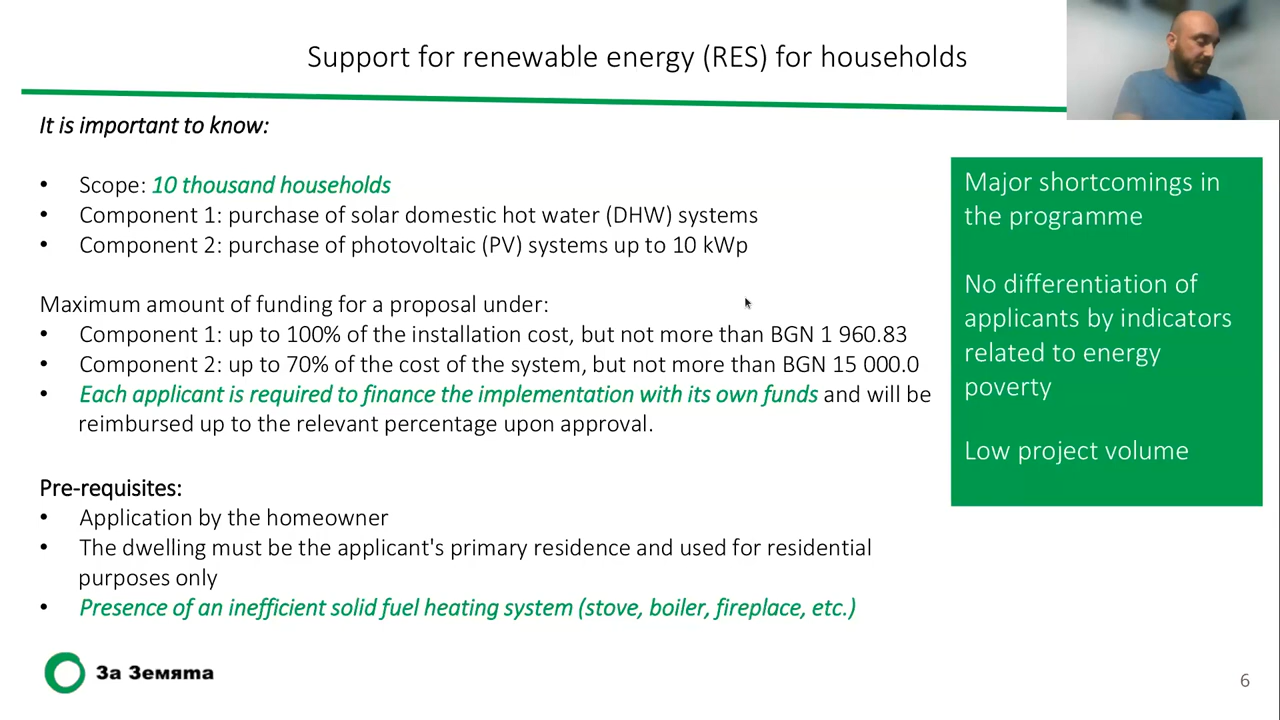 Support for renewable energy (RES) for households
It is important to know:
• Scope: 10 thousand households
• Component 1: purchase of solar domestic hot water (DHW) systems
• Component 2: purchase of photovoltaic (PV) systems up to 10 kWp
Maximum amount of funding for a proposal under:
• Component 1: up to 100% of the installation cost, but not more than BGN 1 960.83
• Component 2: up to 70% of the cost of the system, but not more than BGN 15 000.0
• Each applicant is required to finance the implementation with its own funds and will be
reimbursed up to the relevant percentage upon approval.
Pre-requisites:
• Application by the homeowner
• The dwelling must be the applicant's primary residence and used for residential
purposes only
• Presence of an inefficient solid fuel heating system (stove, boiler, fireplace, etc.)
Major shortcomings in
the programme
No differentiation of
applicants by indicators
related to energy
poverty
Low project volume
За Земята
6